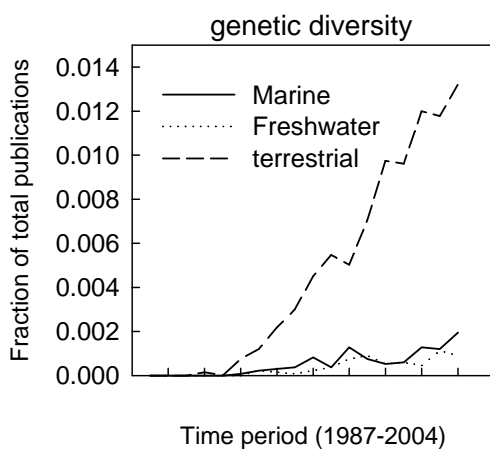 genetic diversity
0.014
0.012
0.010
0.008
0.006
0.004
0.002
0.000
Fraction of total publications
Marine
Freshwater
terrestrial
Time period (1987-2004)